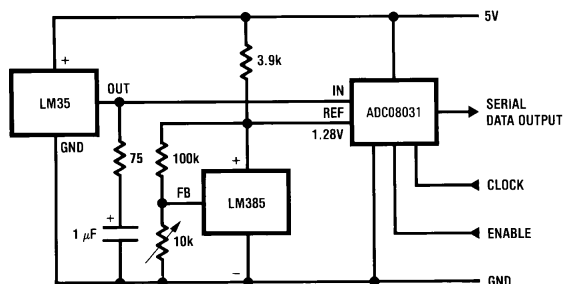 5V
+
3.9k
OUT
LM35
IN
ADC08031
REF
1.28V
SERIAL
DATA OUTPUT
GND
75
100k
+
FB
LM385
CLOCK
+
1 μF
10k
ENABLE
−
GND